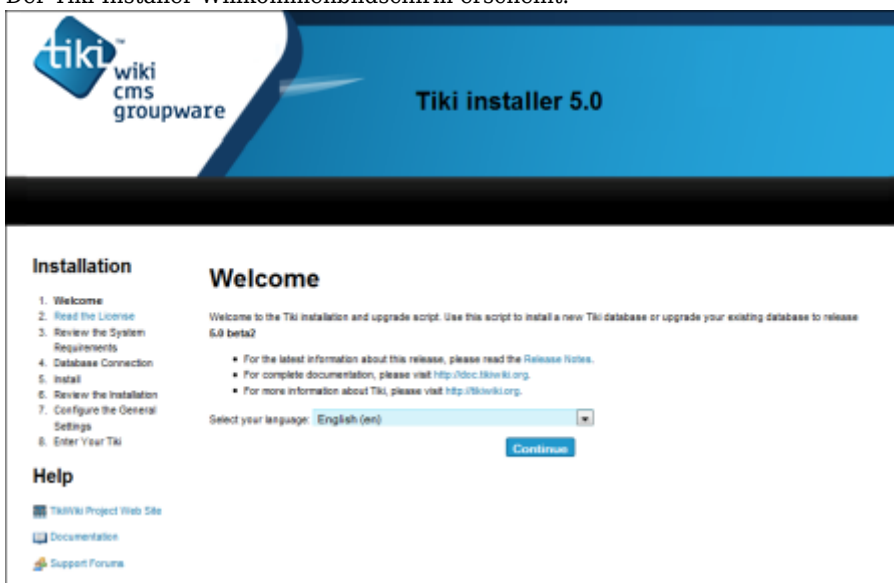 Der Tiki Installer Willkommenbildschirm erscheint:
tiki™
wiki
cms
groupware
Tiki installer 5.0
Installation
1. Welcome
2. Read the License
3. Review the System
Requirements
4. Database Connection
5. Install
6. Review the Installation
7. Configure the General
Settings
8. Enter Your Tiki
Help
TikiWiki Project Web Site
Documentation
Support Forums
Welcome
Welcome to the Tiki installation and upgrade script. Use this script to install a new Tiki database or upgrade your existing database to release
5.0 beta2
• For the latest information about this release, please read the Release Notes.
• For complete documentation, please visit http://doc.tikiwiki.org.
• For more information about Tiki, please visit http://tikiwiki.org.
Select your language: English (en)
Continue